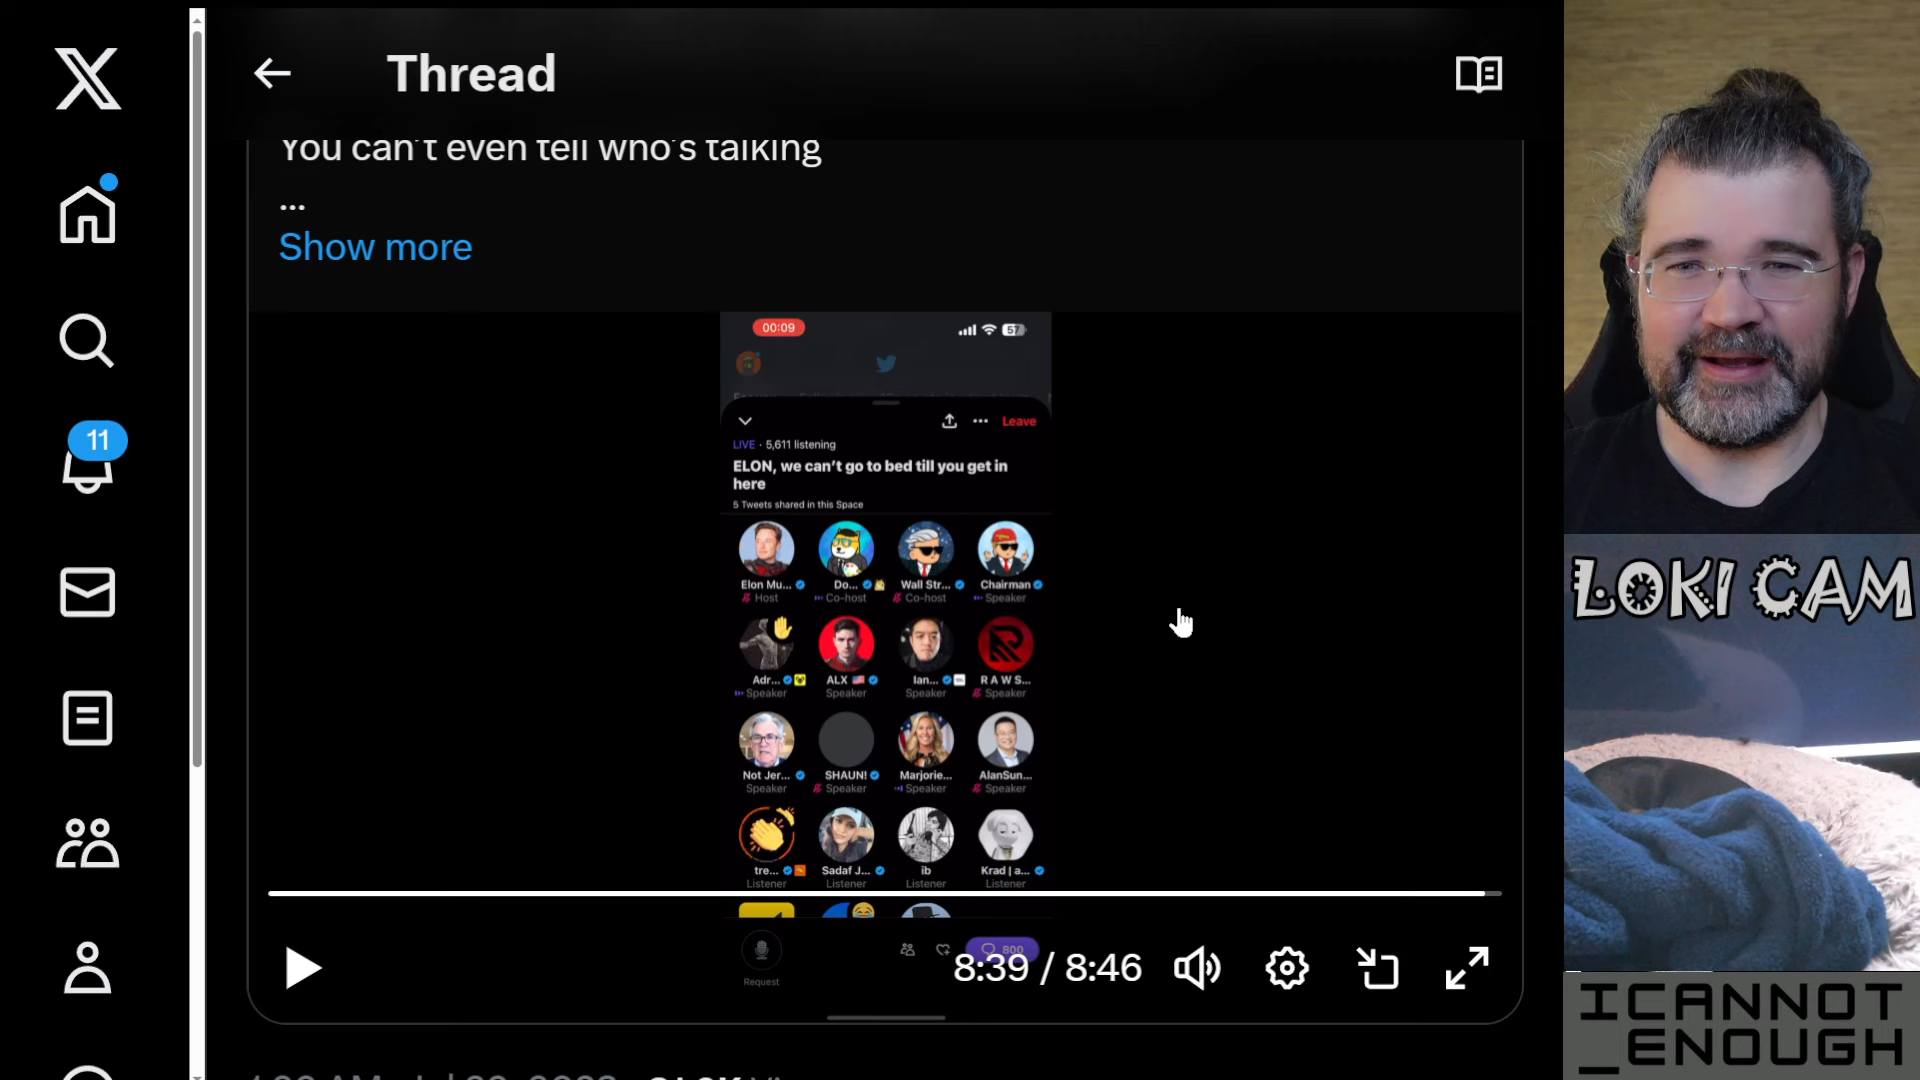 Thread
You can't even tell who's talking
...
Show more
11
00:09
57
Leave
LIVE · 5,611 listening
ELON, we can't go to bed till you get in
here
5 Tweets shared in this Space
Elon Mu... Do... Wall Str... Chairman
Host Co-host Co-host Speaker
Adr... ALX Ian... R A W S...
Speaker Speaker Speaker Speaker
Not Jer... SHAUN! Marjorie... AlanSun...
Speaker Speaker Speaker Speaker
tre... Sadaf J... ib Krad | a...
Listener Listener Listener Listener
800
Request
8:39 / 8:46
LOKI CAM
ICANNOT
_ENOUGH